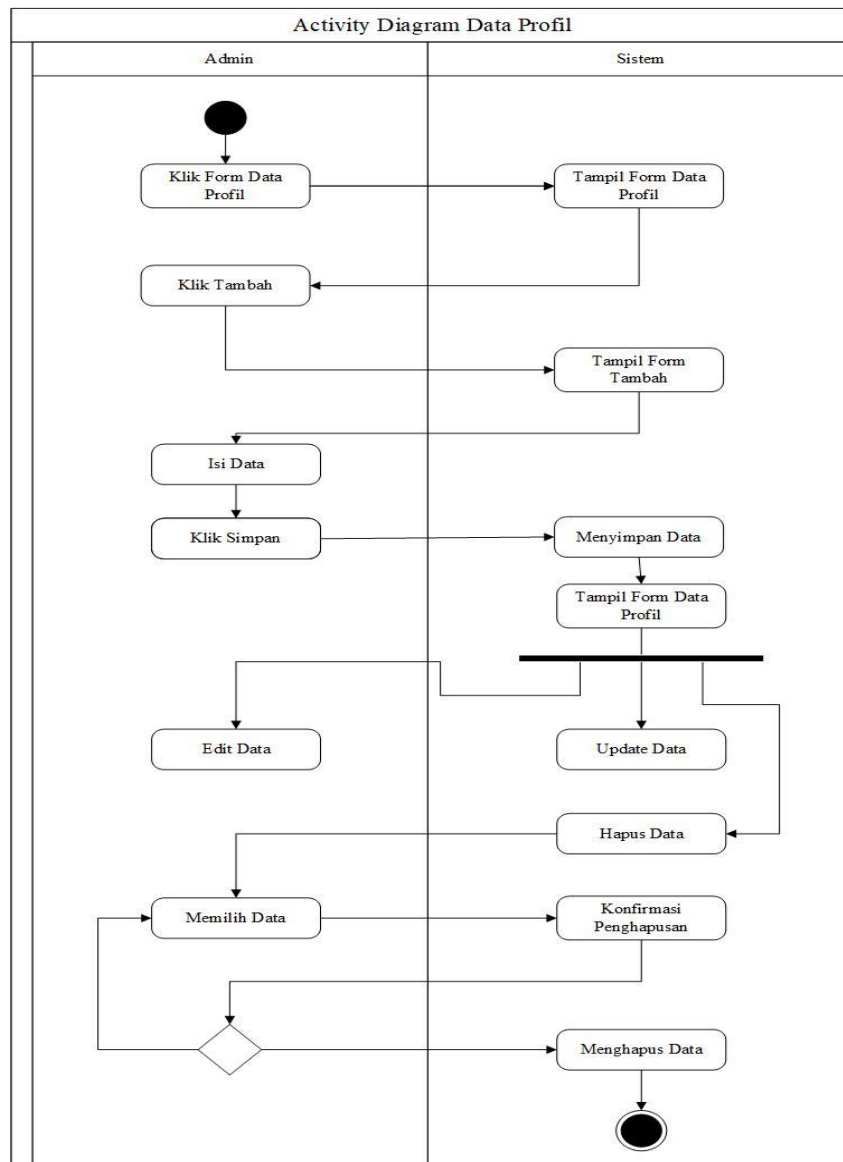 Activity Diagram Data Profil
Admin
Sistem
Klik Form Data
Profil
Tampil Form Data
Profil
Klik Tambah
Tampil Form
Tambah
Isi Data
Klik Simpan
Menyimpan Data
Tampil Form Data
Profil
Edit Data
Update Data
Hapus Data
Memilih Data
Konfirmasi
Penghapusan
Menghapus Data